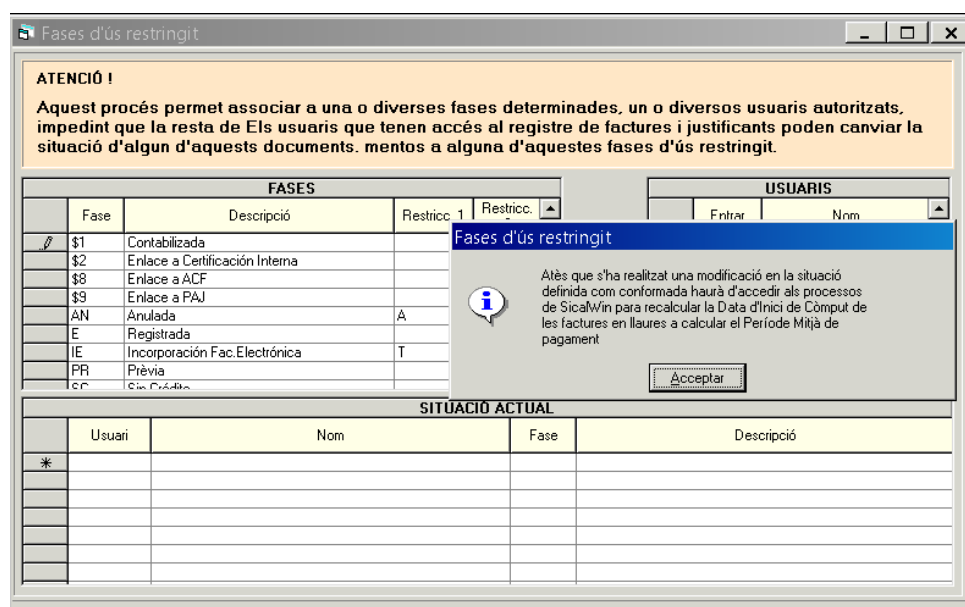 Fases d'ús restringit
ATENCIÓ !
Aquest procés permet associar a una o diverses fases determinades, un o diversos usuaris autoritzats,
impedint que la resta de Els usuaris que tenen accés al registre de factures i justificants poden canviar la
situació d'algun d'aquests documents. mentos a alguna d'aquestes fases d'ús restringit.
FASES
USUARIS
Fase Descripció Restricc. 1 Restricc.
Entrar Nom
$1 Contabilizada
$2 Enlace a Certificación Interna
$8 Enlace a ACF
$9 Enlace a PAJ
AN Anulada A
E Registrada
IE Incorporación Fac.Electrónica T
PR Prèvia
SC Sin Crédito
Fases d'ús restringit
Atès que s'ha realitzat una modificació en la situació
definida com conformada haurà d'accedir als processos
de SicalWin para recalcular la Data d'Inici de Còmput de
les factures en llaures a calcular el Període Mitjà de
pagament
Acceptar
SITUACIÓ ACTUAL
Usuari Nom Fase Descripció